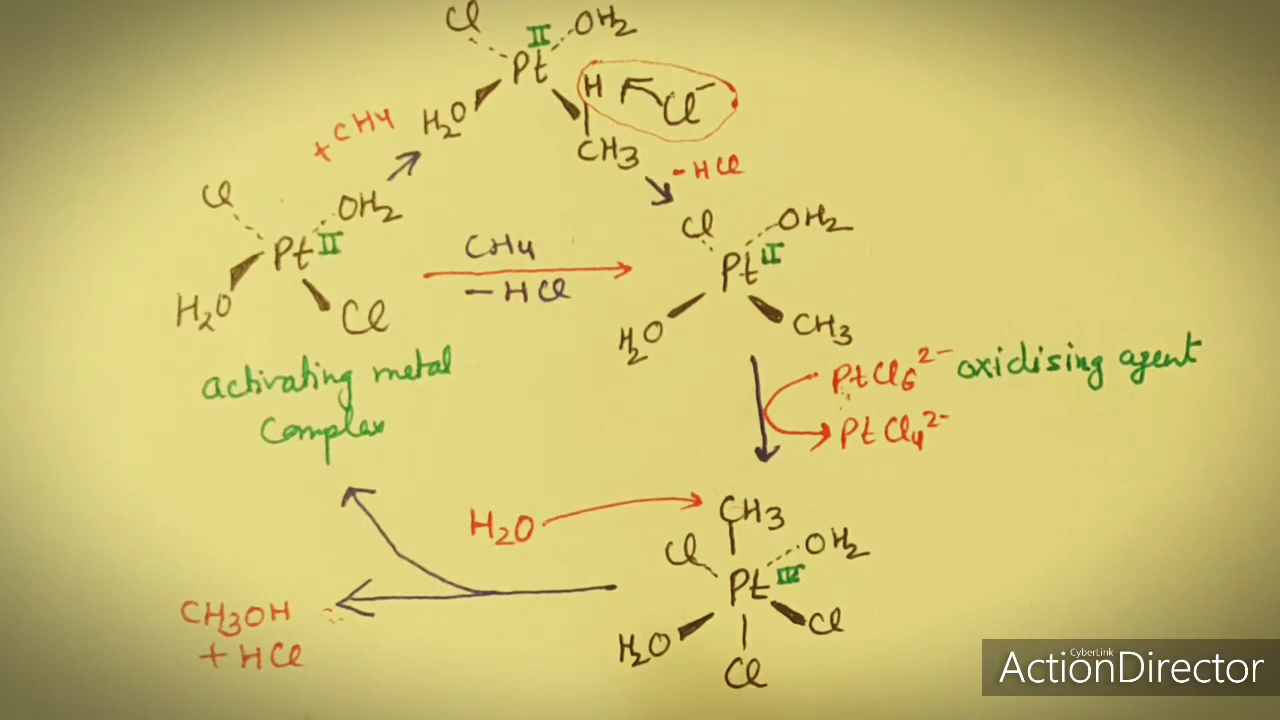 Cl
II
OH2
Pt
H
Cl-
H2O
CH3
+ CH4
- HCl
Cl
OH2
Pt II
H2O
Cl
CH4
- HCl
Cl
OH2
Pt II
H2O
CH3
activating metal
Complex
PtCl6 2- oxidising agent
PtCl4 2-
H2O
CH3
Cl
OH2
Pt IV
H2O
Cl
Cl
CH3OH
+ HCl
CyberLink
ActionDirector